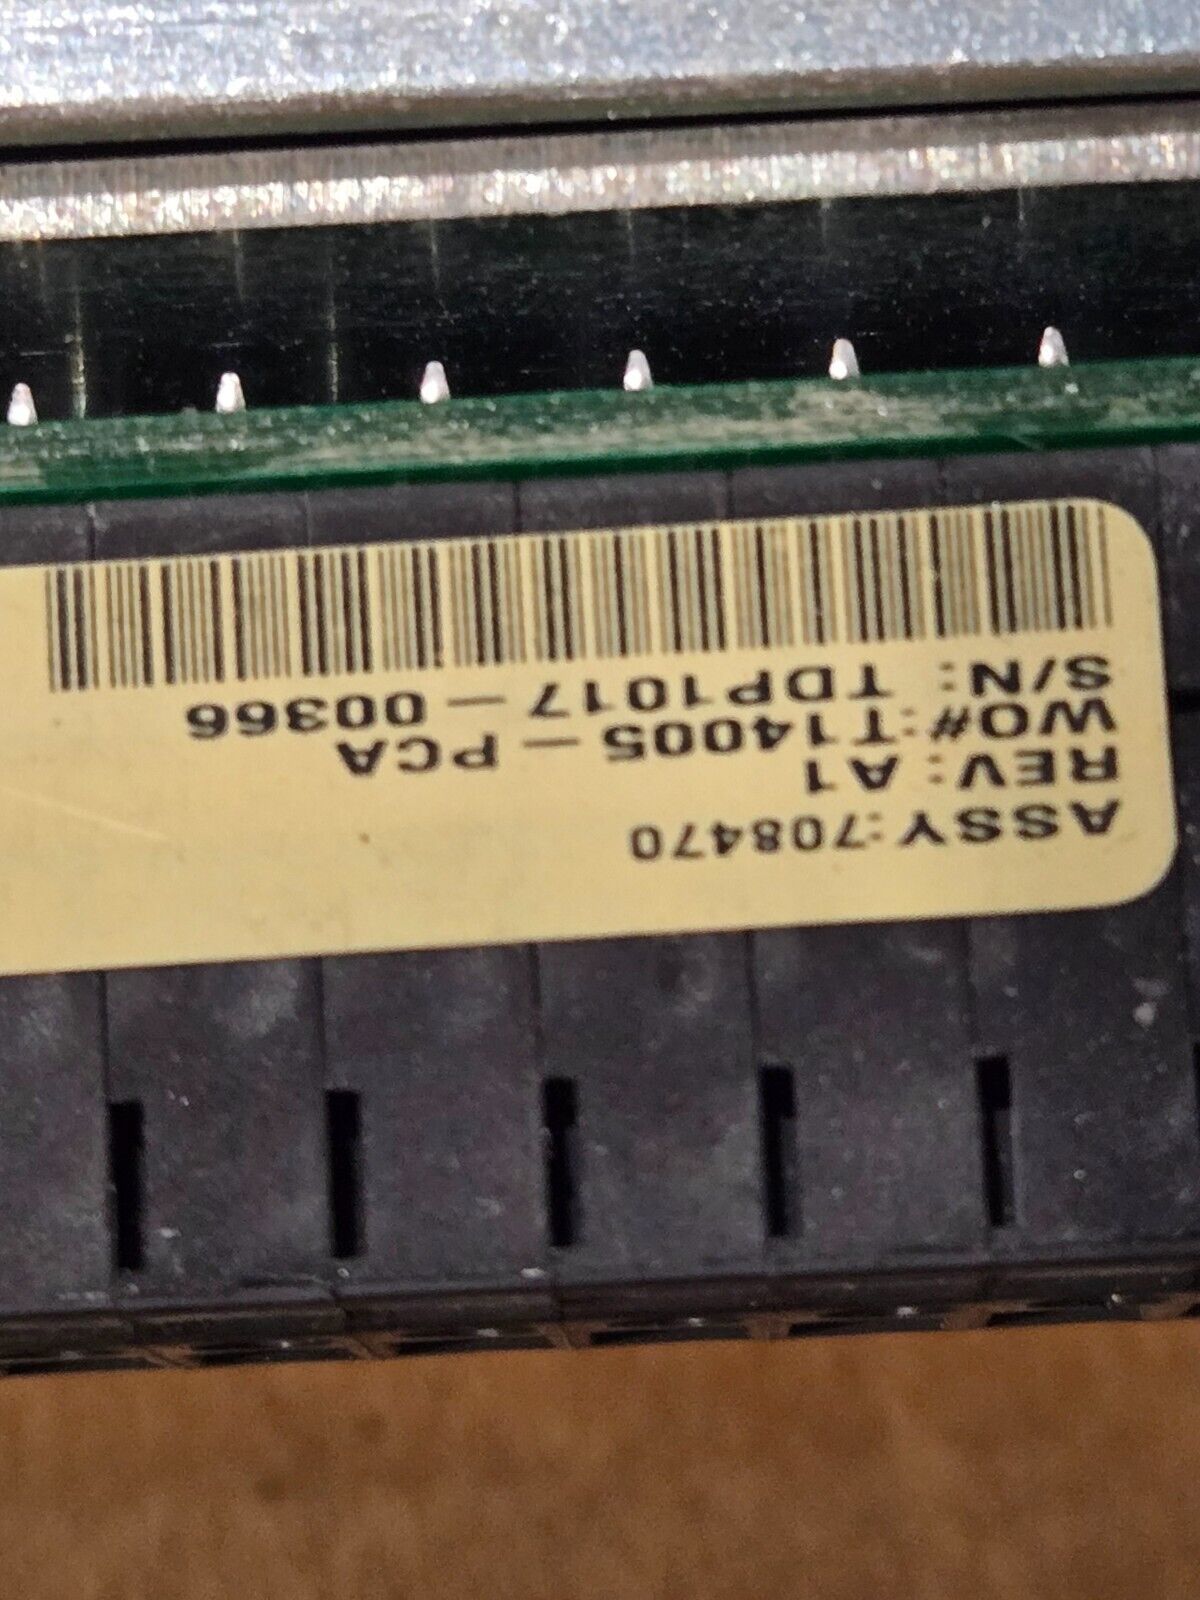 ASSY:708470
REV: A1
WO#:T14005-PCA
S/N: TDP1017-00366